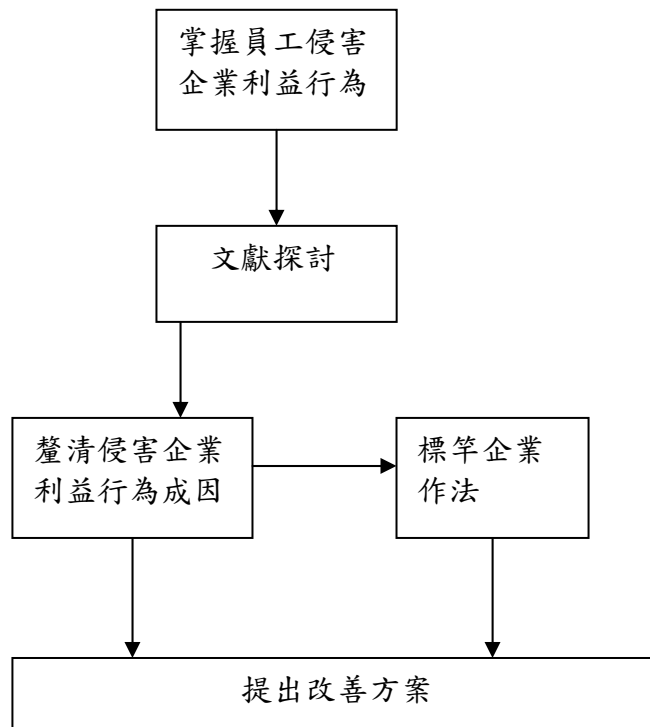 掌握員工侵害
企業利益行為
文獻探討
釐清侵害企業
利益行為成因
標竿企業
作法
提出改善方案